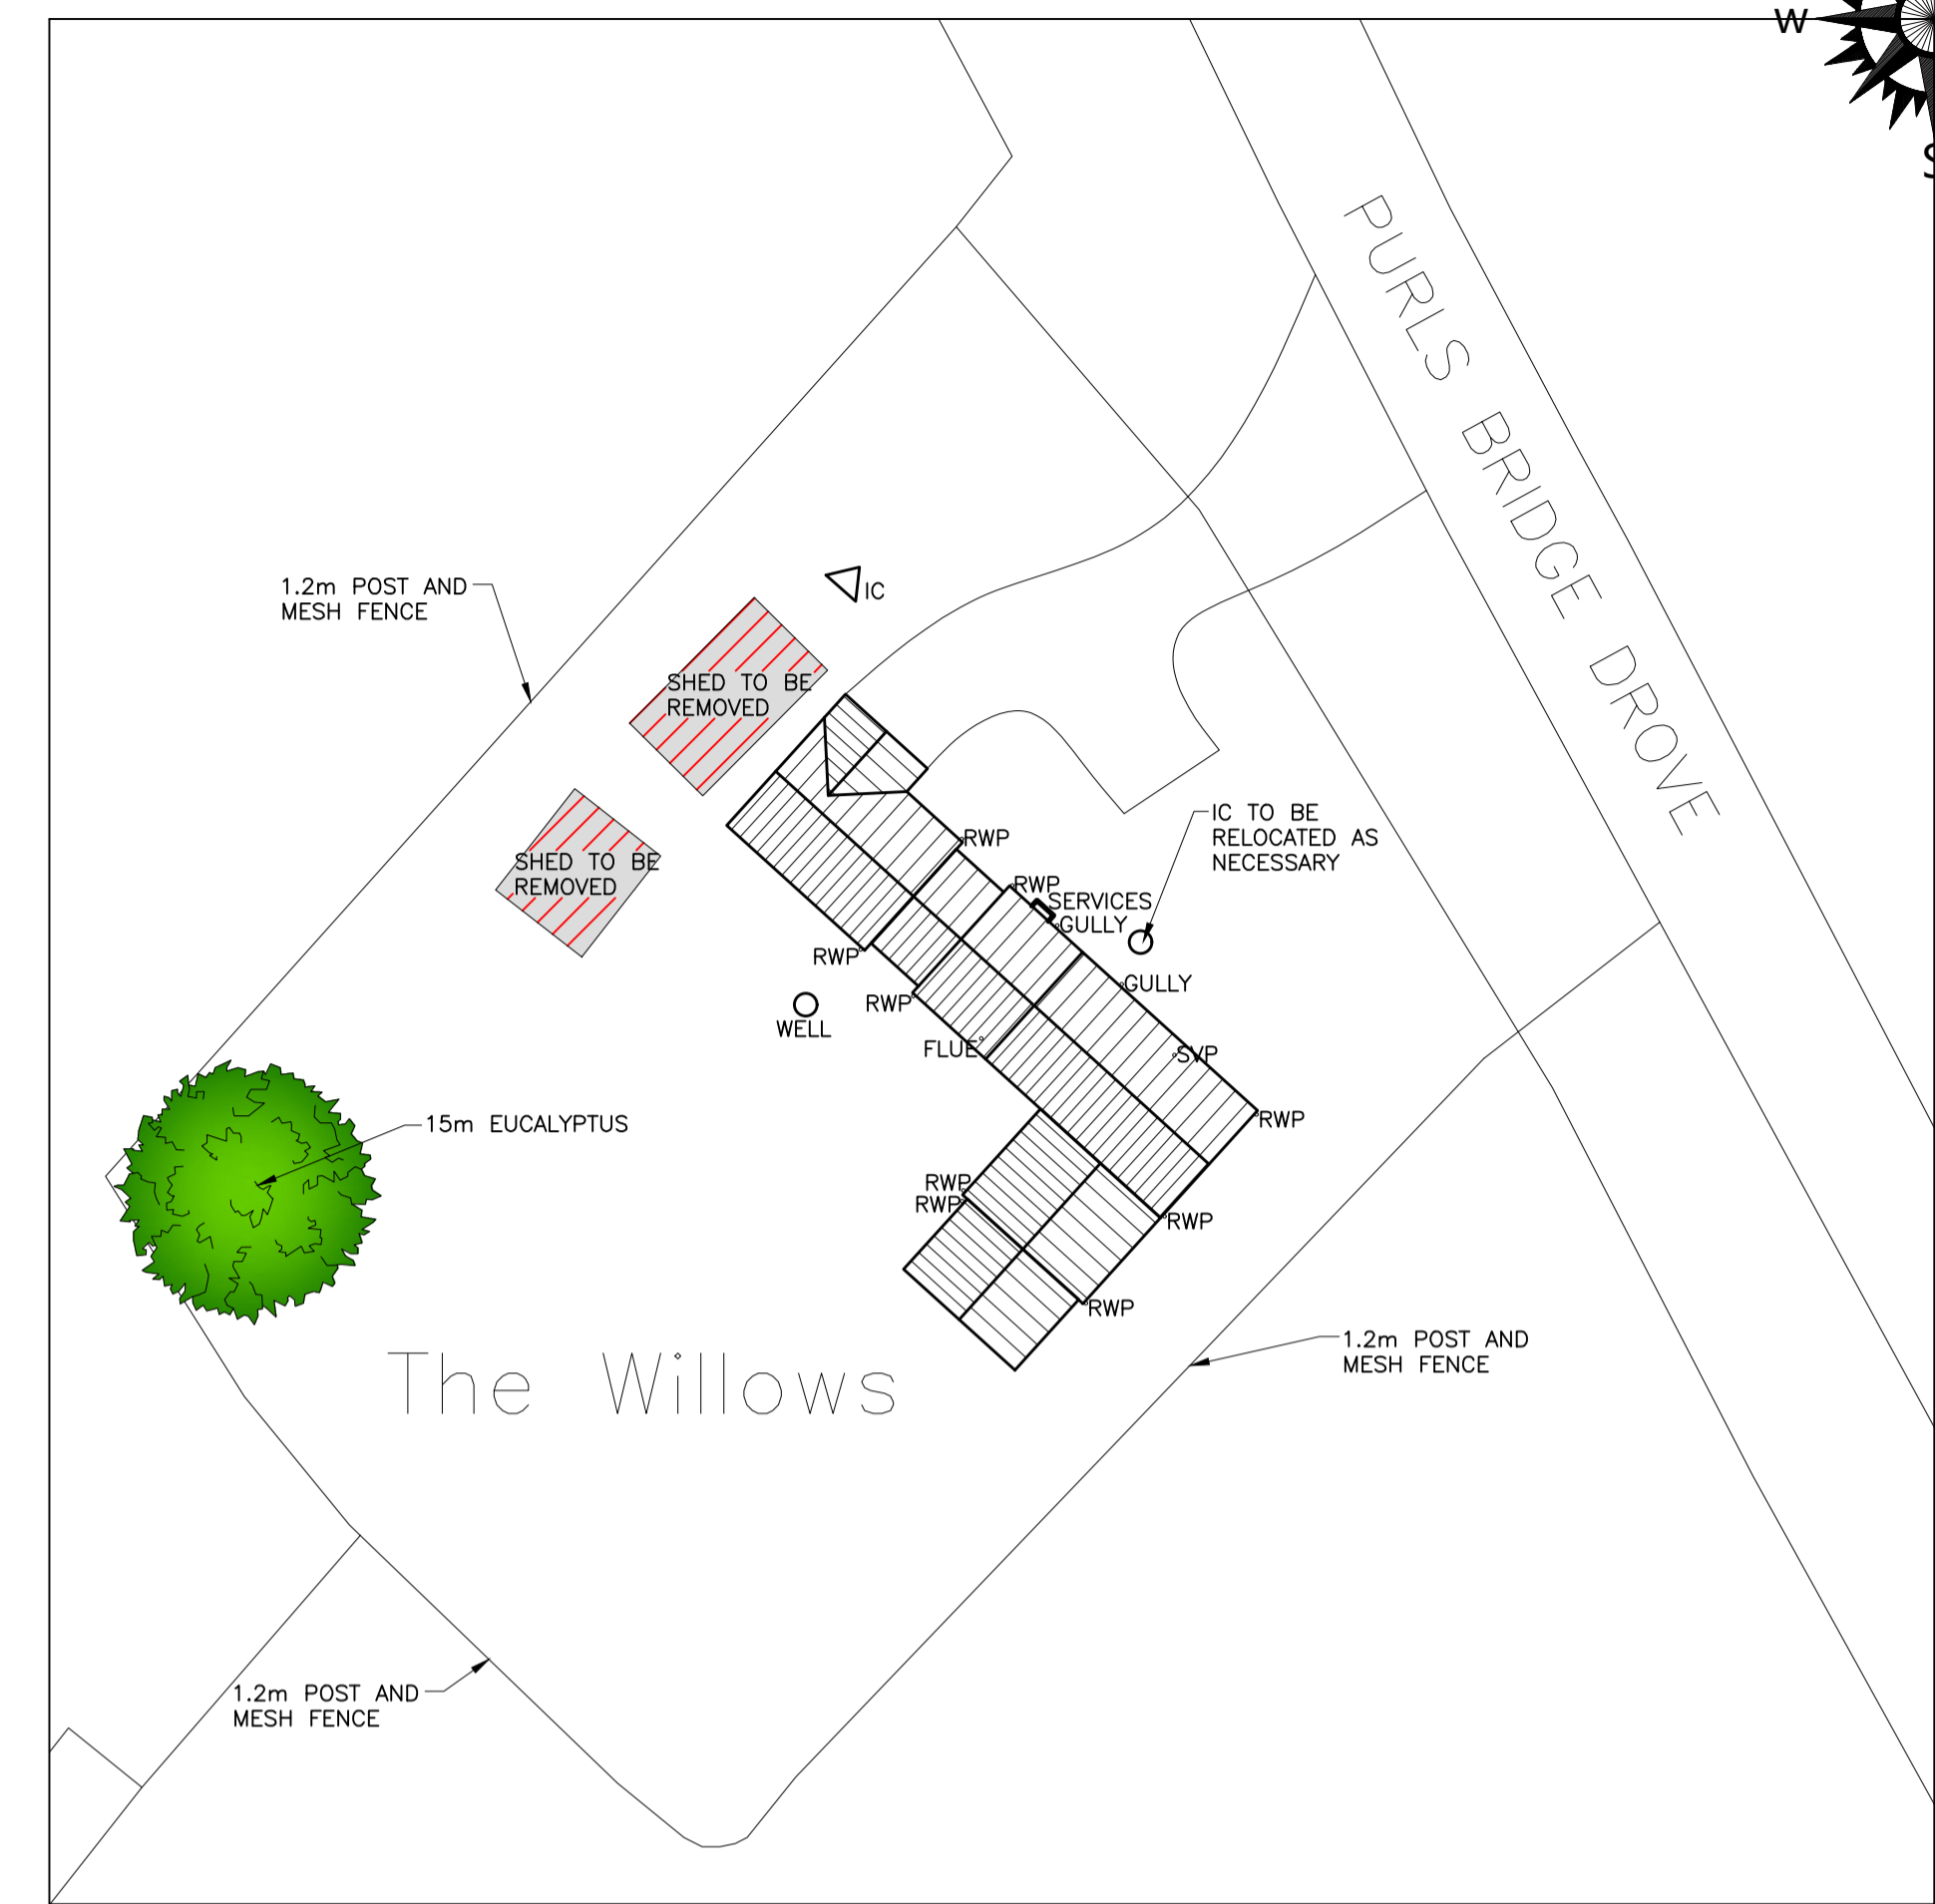 W
S
PURLS BRIDGE DROVE
1.2m POST AND
MESH FENCE
IC
SHED TO BE
REMOVED
SHED TO BE
REMOVED
IC TO BE
RELOCATED AS
NECESSARY
RWP
RWP
SERVICES
GULLY
RWP
GULLY
RWP
WELL
FLUE
SVP
RWP
15m EUCALYPTUS
RWP
RWP
RWP
RWP
1.2m POST AND
MESH FENCE
The Willows
1.2m POST AND
MESH FENCE